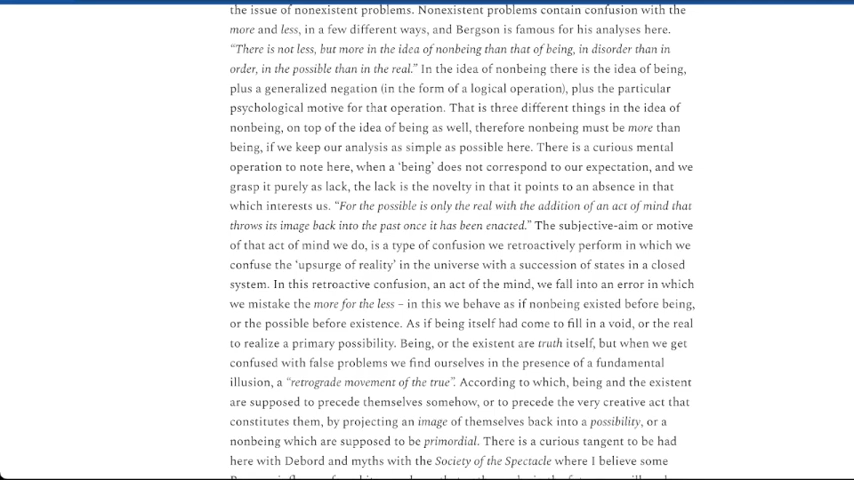 the issue of nonexistent problems. Nonexistent problems contain confusion with the
more and less, in a few different ways, and Bergson is famous for his analyses here.
“There is not less, but more in the idea of nonbeing than that of being, in disorder than in
order, in the possible than in the real.” In the idea of nonbeing there is the idea of being,
plus a generalized negation (in the form of a logical operation), plus the particular
psychological motive for that operation. That is three different things in the idea of
nonbeing, on top of the idea of being as well, therefore nonbeing must be more than
being, if we keep our analysis as simple as possible here. There is a curious mental
operation to note here, when a ‘being’ does not correspond to our expectation, and we
grasp it purely as lack, the lack is the novelty in that it points to an absence in that
which interests us. “For the possible is only the real with the addition of an act of mind that
throws its image back into the past once it has been enacted.” The subjective-aim or motive
of that act of mind we do, is a type of confusion we retroactively perform in which we
confuse the ‘upsurge of reality’ in the universe with a succession of states in a closed
system. In this retroactive confusion, an act of the mind, we fall into an error in which
we mistake the more for the less – in this we behave as if nonbeing existed before being,
or the possible before existence. As if being itself had come to fill in a void, or the real
to realize a primary possibility. Being, or the existent are truth itself, but when we get
confused with false problems we find ourselves in the presence of a fundamental
illusion, a “retrograde movement of the true”. According to which, being and the existent
are supposed to precede themselves somehow, or to precede the very creative act that
constitutes them, by projecting an image of themselves back into a possibility, or a
nonbeing which are supposed to be primordial. There is a curious tangent to be had
here with Debord and myths with the Society of the Spectacle where I believe some